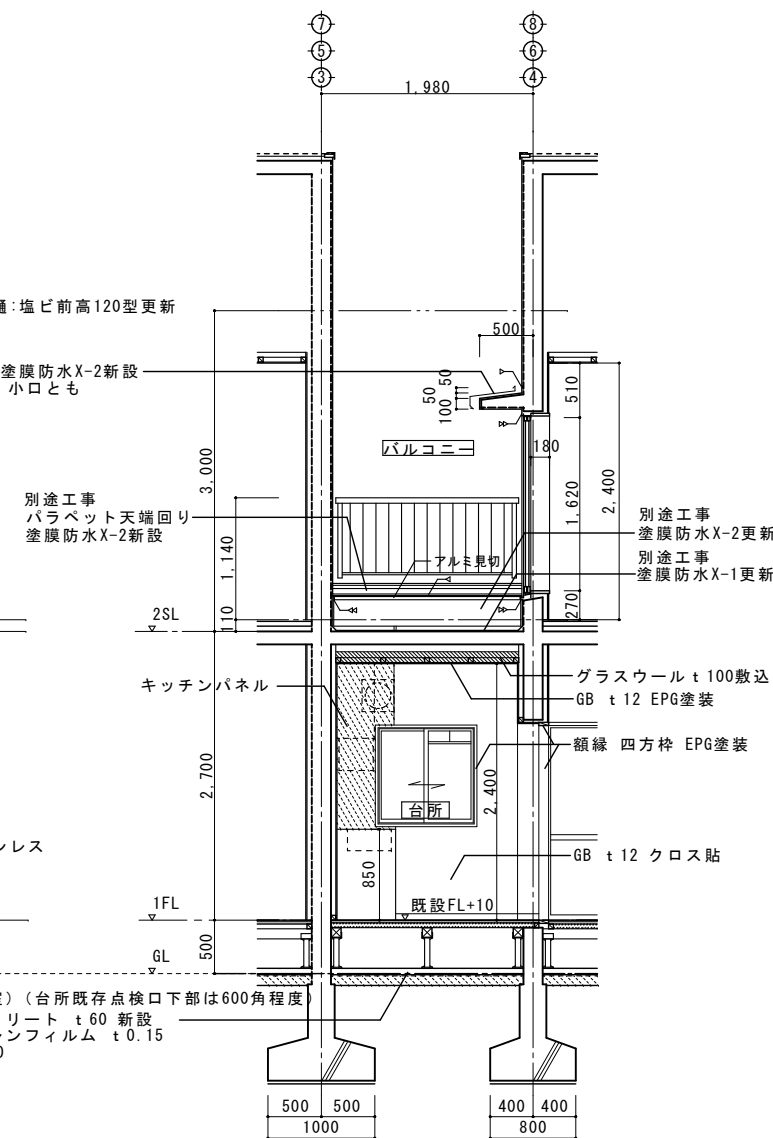 7 8
5 6
3 4
1,980
樋:塩ビ前高120型更新
500
塗膜防水X-2新設
小口とも
50
50
100
510
バルコニー
180
3,000
1,620
2,400
別途工事
パラペット天端回り
塗膜防水X-2新設
別途工事
塗膜防水X-2更新
1,140
アルミ見切
別途工事
塗膜防水X-1更新
110
270
2SL
キッチンパネル
グラスウール t 100敷込
GB t 12 EPG塗装
額縁 四方枠 EPG塗装
2,700
2,400
台所
ンレス
850
GB t 12 クロス貼
1FL
既設FL+10
500
GL
)(台所既存点検口下部は600角程度)
リート t 60 新設
ンフィルム t 0.15
0
500 500
1000
400 400
800